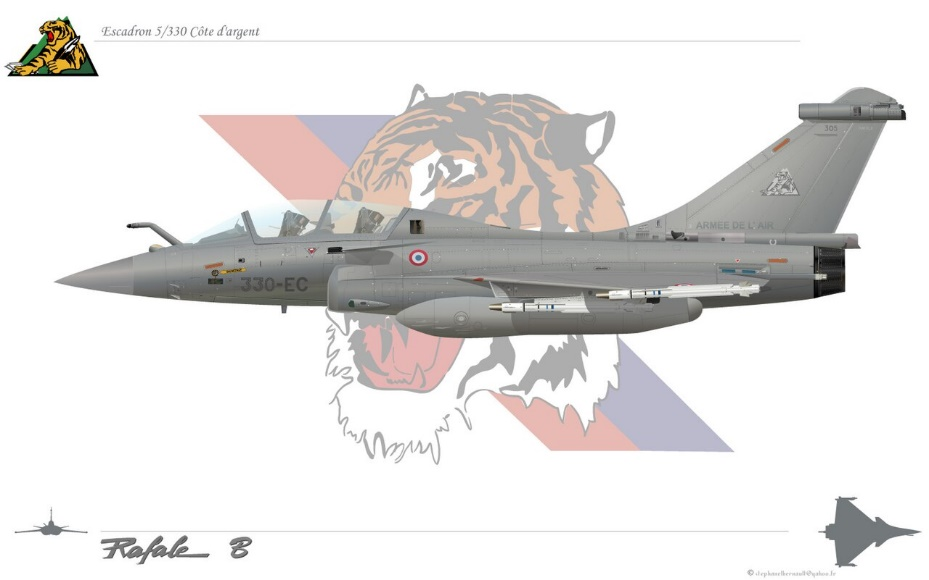 Escadron 5/330 Côte d'argent
305
ARMEE DE L'AIR
330-EC
Rafale B